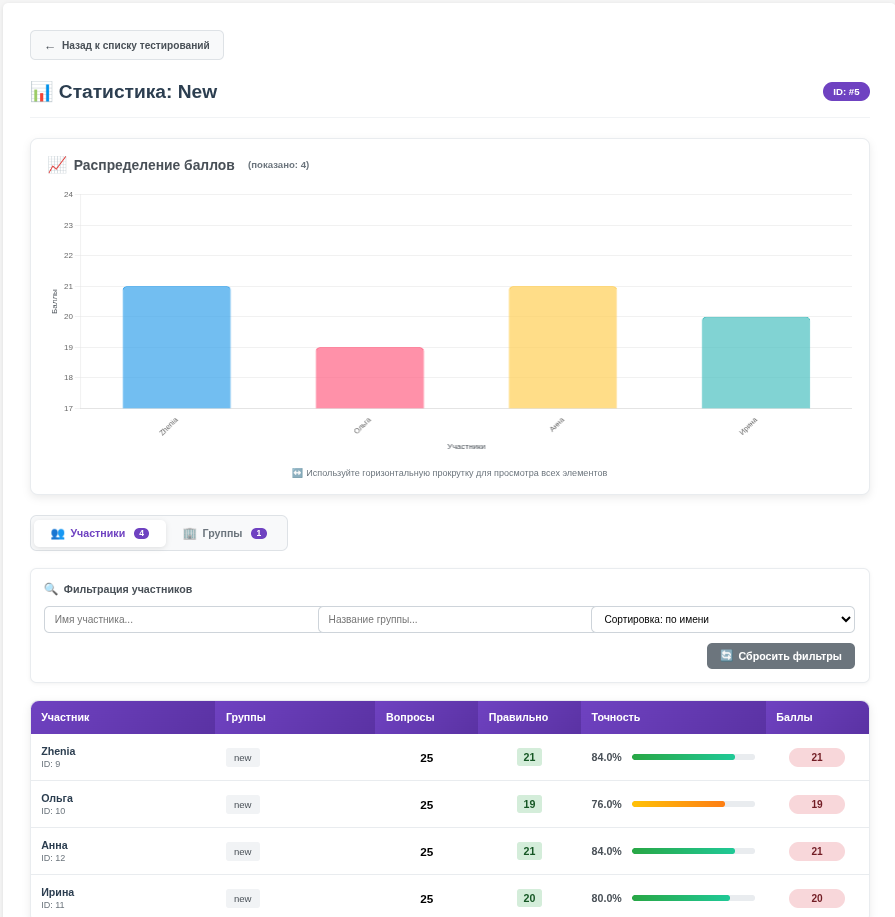 ← Назад к списку тестирований
📊 Статистика: New
ID: #5
📈 Распределение баллов (показано: 4)
24
23
22
21
20
19
18
17
Баллы
Zhenia
Ольга
Анна
Ирина
Участники
↔️ Используйте горизонтальную прокрутку для просмотра всех элементов
👥 Участники 4
🏢 Группы 1
🔍 Фильтрация участников
Имя участника...
Название группы...
Сортировка: по имени
🔄 Сбросить фильтры
Участник Группы Вопросы Правильно Точность Баллы
Zhenia
ID: 9
new 25 21 84.0% 21
Ольга
ID: 10
new 25 19 76.0% 19
Анна
ID: 12
new 25 21 84.0% 21
Ирина
ID: 11
new 25 20 80.0% 20